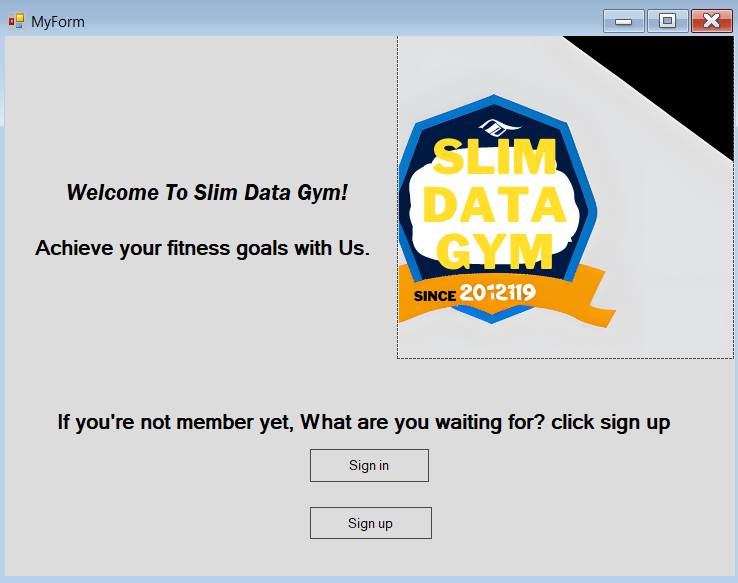 MyForm
SLIM
DATA
GYM
SINCE 2012119
Welcome To Slim Data Gym!
Achieve your fitness goals with Us.
If you're not member yet, What are you waiting for? click sign up
Sign in
Sign up